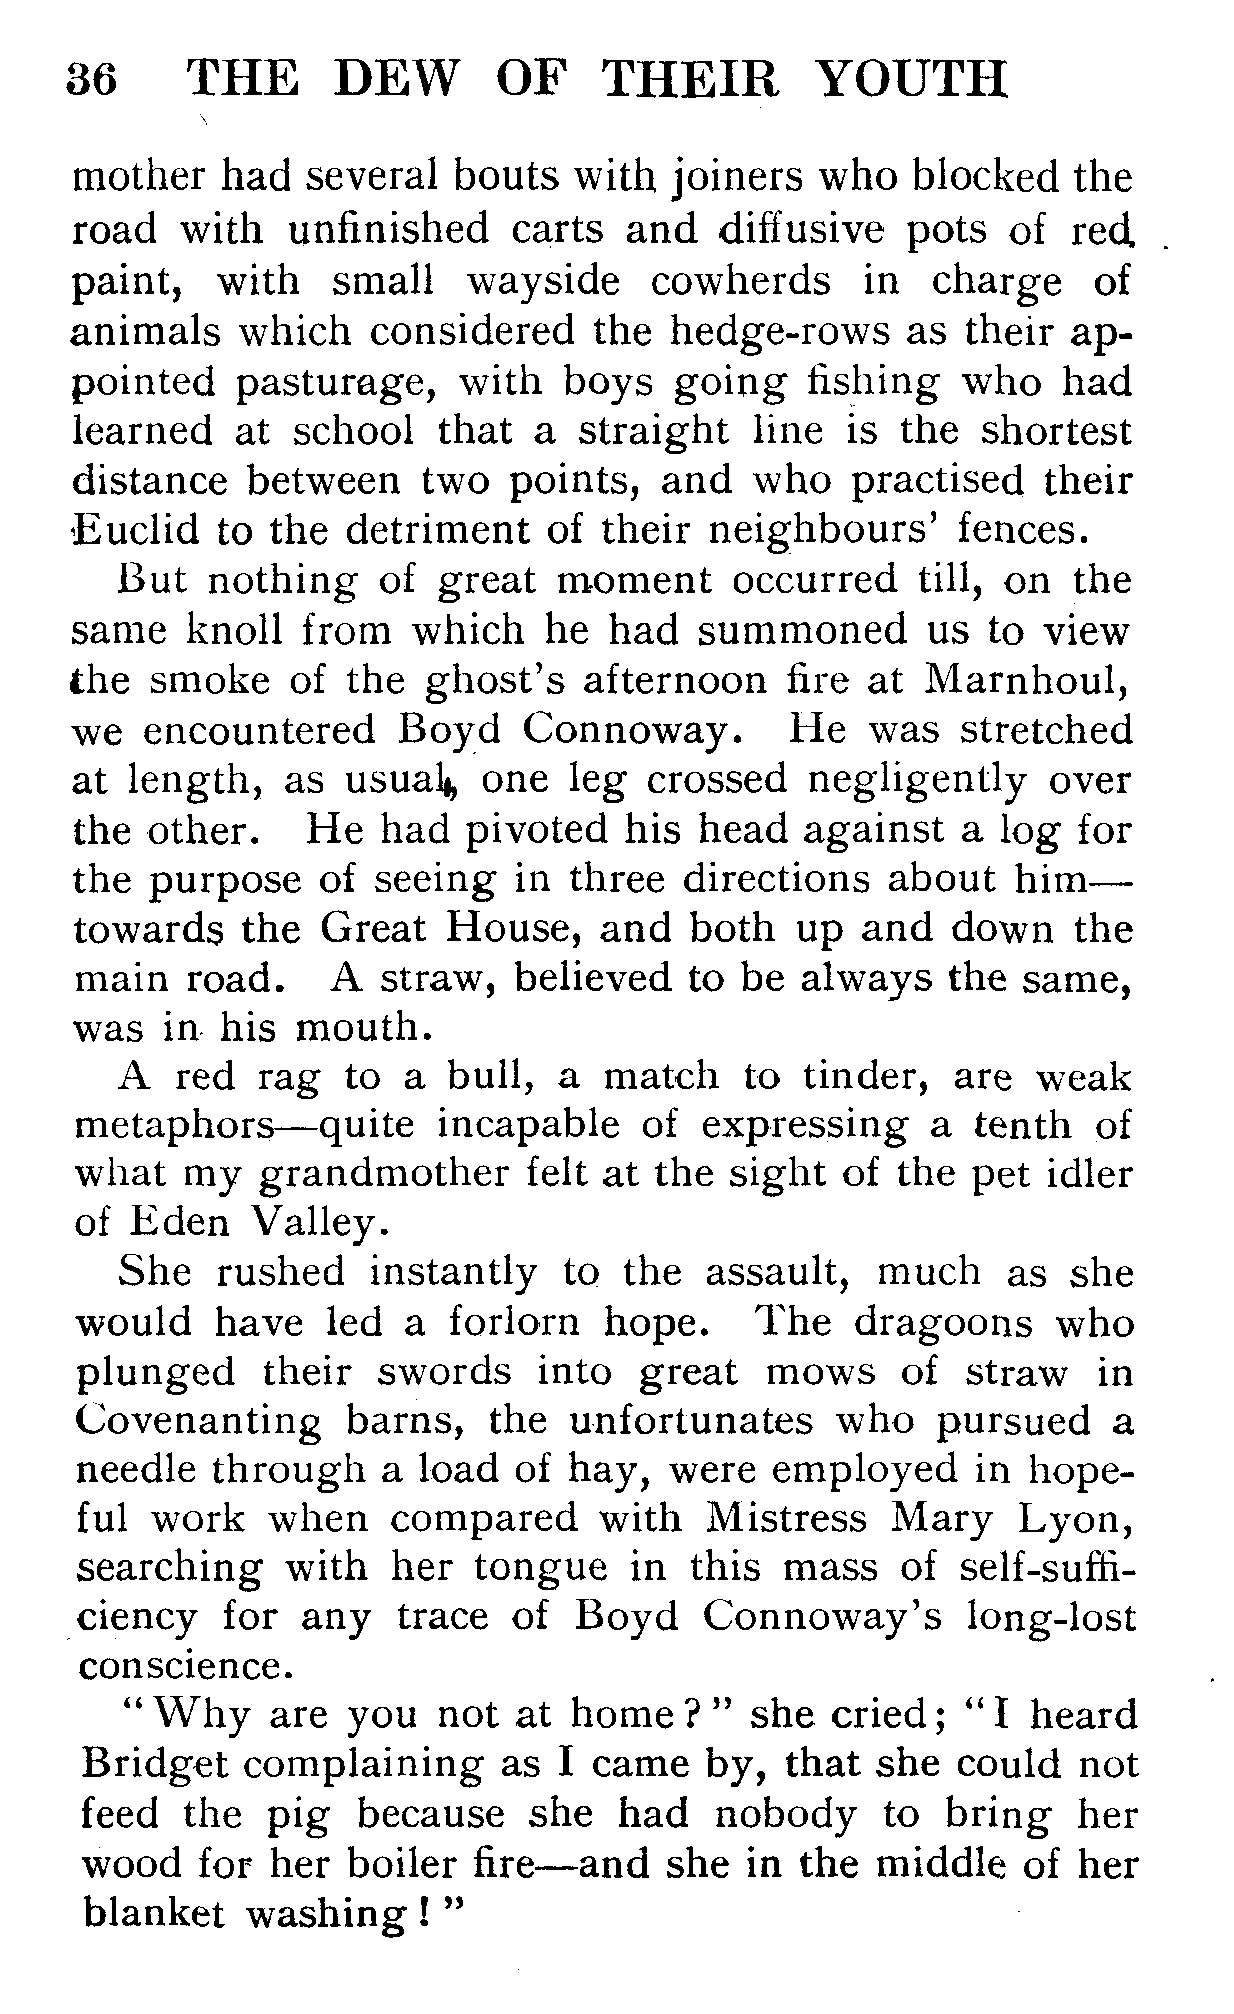 36 THE DEW OF THEIR YOUTH
mother had several bouts with joiners who blocked the
road with unfinished carts and diffusive pots of red
paint, with small wayside cowherds in charge of
animals which considered the hedge-rows as their ap-
pointed pasturage, with boys going fishing who had
learned at school that a straight line is the shortest
distance between two points, and who practised their
Euclid to the detriment of their neighbours' fences.
But nothing of great moment occurred till, on the
same knoll from which he had summoned us to view
the smoke of the ghost's afternoon fire at Marnhoul,
we encountered Boyd Connoway. He was stretched
at length, as usual, one leg crossed negligently over
the other. He had pivoted his head against a log for
the purpose of seeing in three directions about him—
towards the Great House, and both up and down the
main road. A straw, believed to be always the same,
was in his mouth.
A red rag to a bull, a match to tinder, are weak
metaphors—quite incapable of expressing a tenth of
what my grandmother felt at the sight of the pet idler
of Eden Valley.
She rushed instantly to the assault, much as she
would have led a forlorn hope. The dragoons who
plunged their swords into great mows of straw in
Covenanting barns, the unfortunates who pursued a
needle through a load of hay, were employed in hope-
ful work when compared with Mistress Mary Lyon,
searching with her tongue in this mass of self-suffi-
ciency for any trace of Boyd Connoway's long-lost
conscience.
"Why are you not at home?" she cried; "I heard
Bridget complaining as I came by, that she could not
feed the pig because she had nobody to bring her
wood for her boiler fire—and she in the middle of her
blanket washing!"